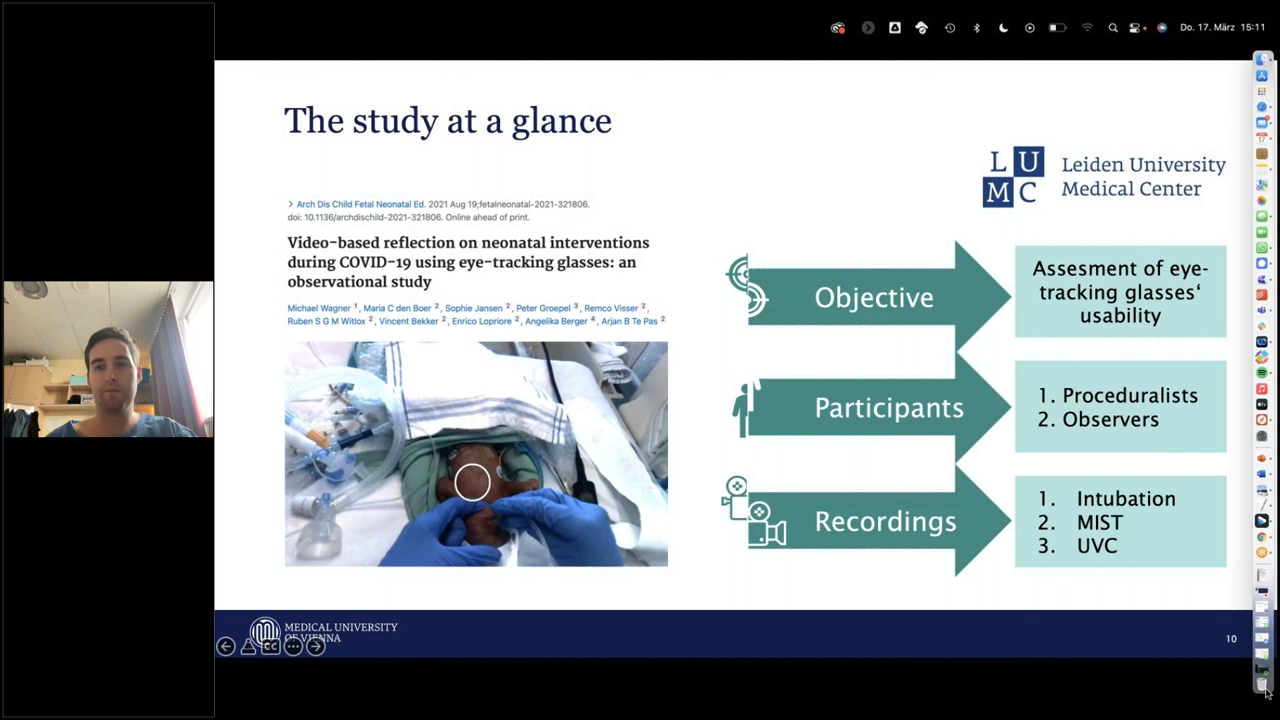 Do. 17. März 15:11
The study at a glance
L U
M C
Leiden University
Medical Center
> Arch Dis Child Fetal Neonatal Ed. 2021 Aug 19;fetalneonatal-2021-321806.
doi: 10.1136/archdischild-2021-321806. Online ahead of print.
Video-based reflection on neonatal interventions
during COVID-19 using eye-tracking glasses: an
observational study
Michael Wagner 1, Maria C den Boer 2, Sophie Jansen 2, Peter Groepel 3, Remco Visser 2,
Ruben S G M Witlox 2, Vincent Bekker 2, Enrico Lopriore 2, Angelika Berger 4, Arjan B Te Pas 2
Objective
Assesment of eye-
tracking glasses‘
usability
Participants
1. Proceduralists
2. Observers
Recordings
1. Intubation
2. MIST
3. UVC
MEDICAL UNIVERSITY
OF VIENNA
CC
10